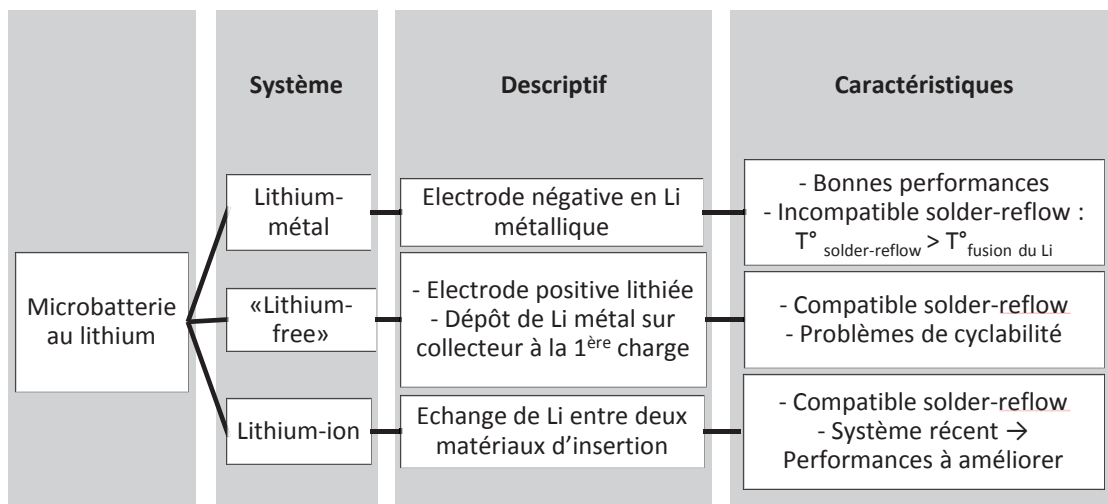 Système
Descriptif
Caractéristiques
Microbatterie
au lithium
Lithium-
métal
Electrode négative en Li
métallique
- Bonnes performances
- Incompatible solder-reflow :
T° solder-reflow > T° fusion du Li
«Lithium-
free»
- Electrode positive lithiée
- Dépôt de Li métal sur
collecteur à la 1ère charge
- Compatible solder-reflow
- Problèmes de cyclabilité
Lithium-ion
Echange de Li entre deux
matériaux d’insertion
- Compatible solder-reflow
- Système récent →
Performances à améliorer